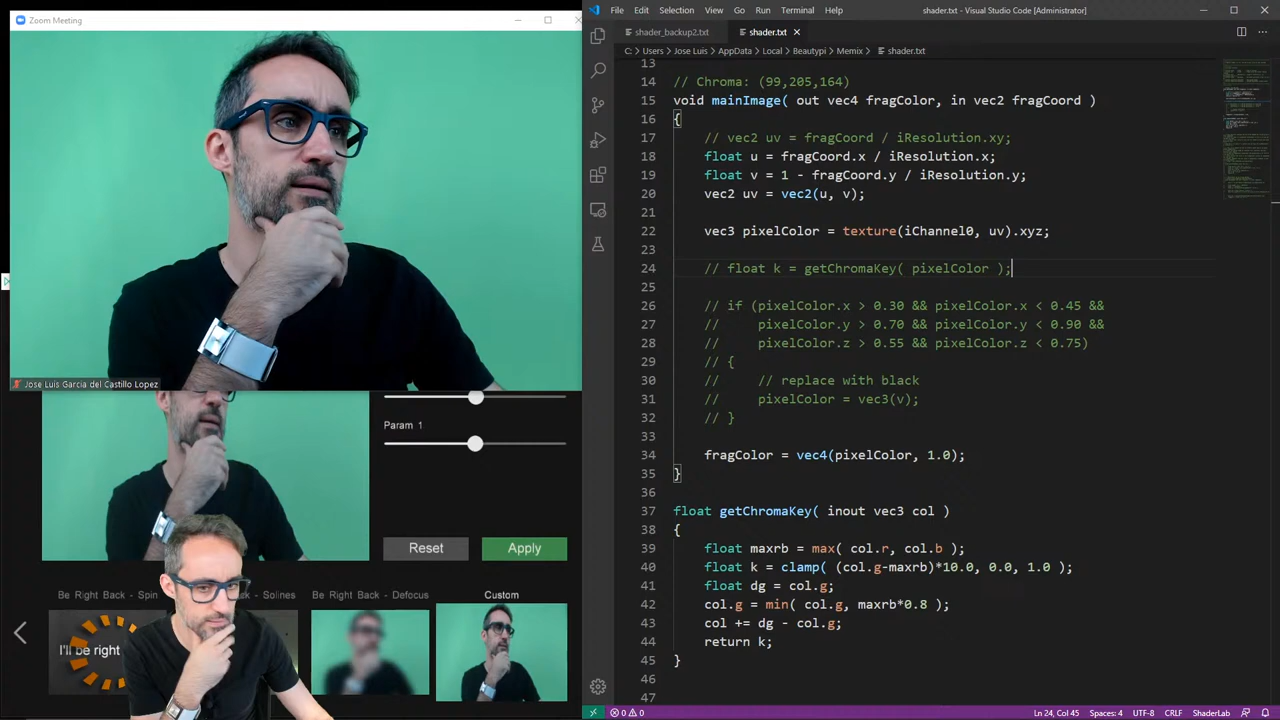 Zoom Meeting
File Edit Selection View Go Run Terminal Help
shader.txt - Visual Studio Code [Administrator]
shader_backup2.txt
shader.txt
C: > Users > Jose Luis > AppData > Local > Beautypi > Memix > shader.txt
13
14 // Chroma: (99,205,164)
15 void mainImage( out vec4 fragColor, in vec2 fragCoord )
16 {
17 // vec2 uv = fragCoord / iResolution.xy;
18 float u = fragCoord.x / iResolution.x;
19 float v = 1.-fragCoord.y / iResolution.y;
20 vec2 uv = vec2(u, v);
21
22 vec3 pixelColor = texture(iChannel0, uv).xyz;
23
24 // float k = getChromaKey( pixelColor );
25
26 // if (pixelColor.x > 0.30 && pixelColor.x < 0.45 &&
27 // pixelColor.y > 0.70 && pixelColor.y < 0.90 &&
28 // pixelColor.z > 0.55 && pixelColor.z < 0.75)
29 // {
30 // // replace with black
31 // pixelColor = vec3(v);
32 // }
33
34 fragColor = vec4(pixelColor, 1.0);
35 }
36
37 float getChromaKey( inout vec3 col )
38 {
39 float maxrb = max( col.r, col.b );
40 float k = clamp( (col.g-maxrb)*10.0, 0.0, 1.0 );
41 float dg = col.g;
42 col.g = min( col.g, maxrb*0.8 );
43 col += dg - col.g;
44 return k;
45 }
46
47
Jose Luis Garcia del Castillo Lopez
Param 1
Reset Apply
Be Right Back - Spin
Be Right Back - Defocus
Custom
I'll be right
0 0
Ln 24, Col 45 Spaces: 4 UTF-8 CRLF ShaderLab